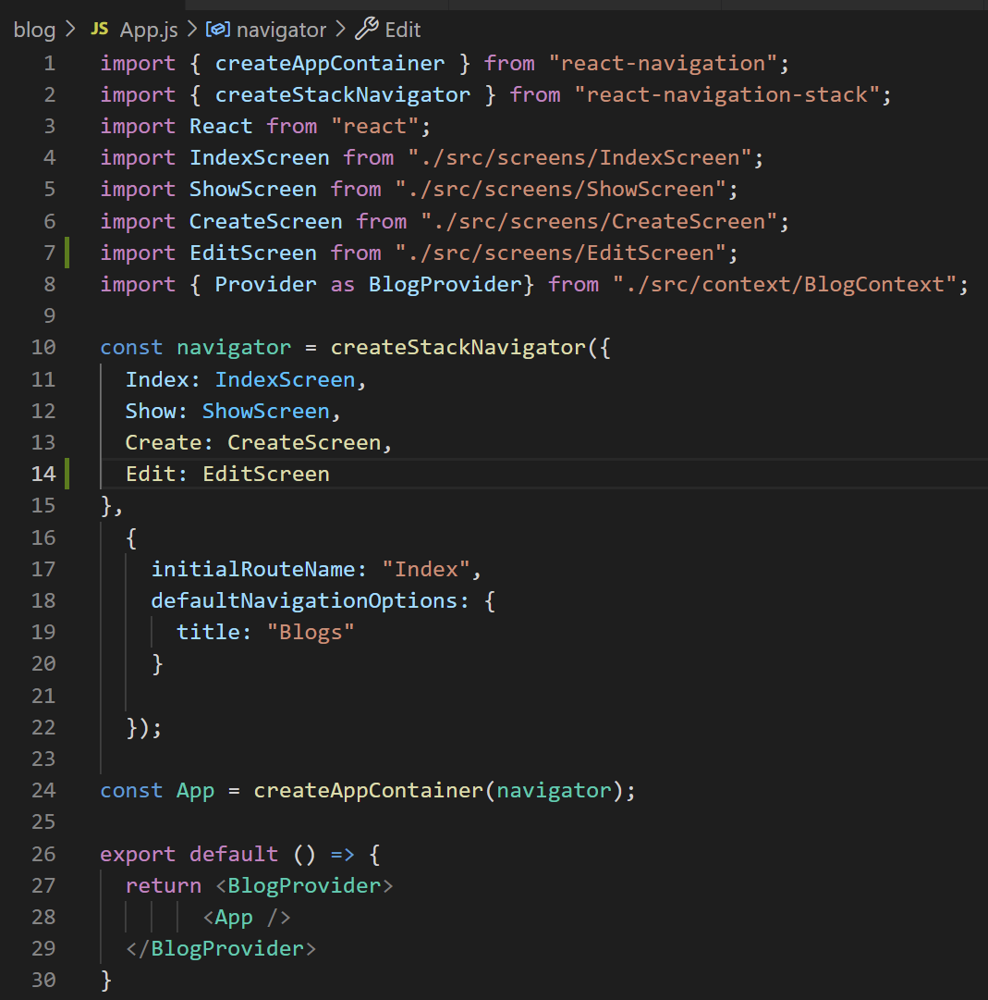 blog > JS App.js > navigator > Edit
1 import { createAppContainer } from "react-navigation";
2 import { createStackNavigator } from "react-navigation-stack";
3 import React from "react";
4 import IndexScreen from "./src/screens/IndexScreen";
5 import ShowScreen from "./src/screens/ShowScreen";
6 import CreateScreen from "./src/screens/CreateScreen";
7 import EditScreen from "./src/screens/EditScreen";
8 import { Provider as BlogProvider} from "./src/context/BlogContext";
9
10 const navigator = createStackNavigator({
11   Index: IndexScreen,
12   Show: ShowScreen,
13   Create: CreateScreen,
14   Edit: EditScreen
15 },
16   {
17     initialRouteName: "Index",
18     defaultNavigationOptions: {
19       title: "Blogs"
20     }
21
22   });
23
24 const App = createAppContainer(navigator);
25
26 export default () => {
27   return <BlogProvider>
28         <App />
29   </BlogProvider>
30 }